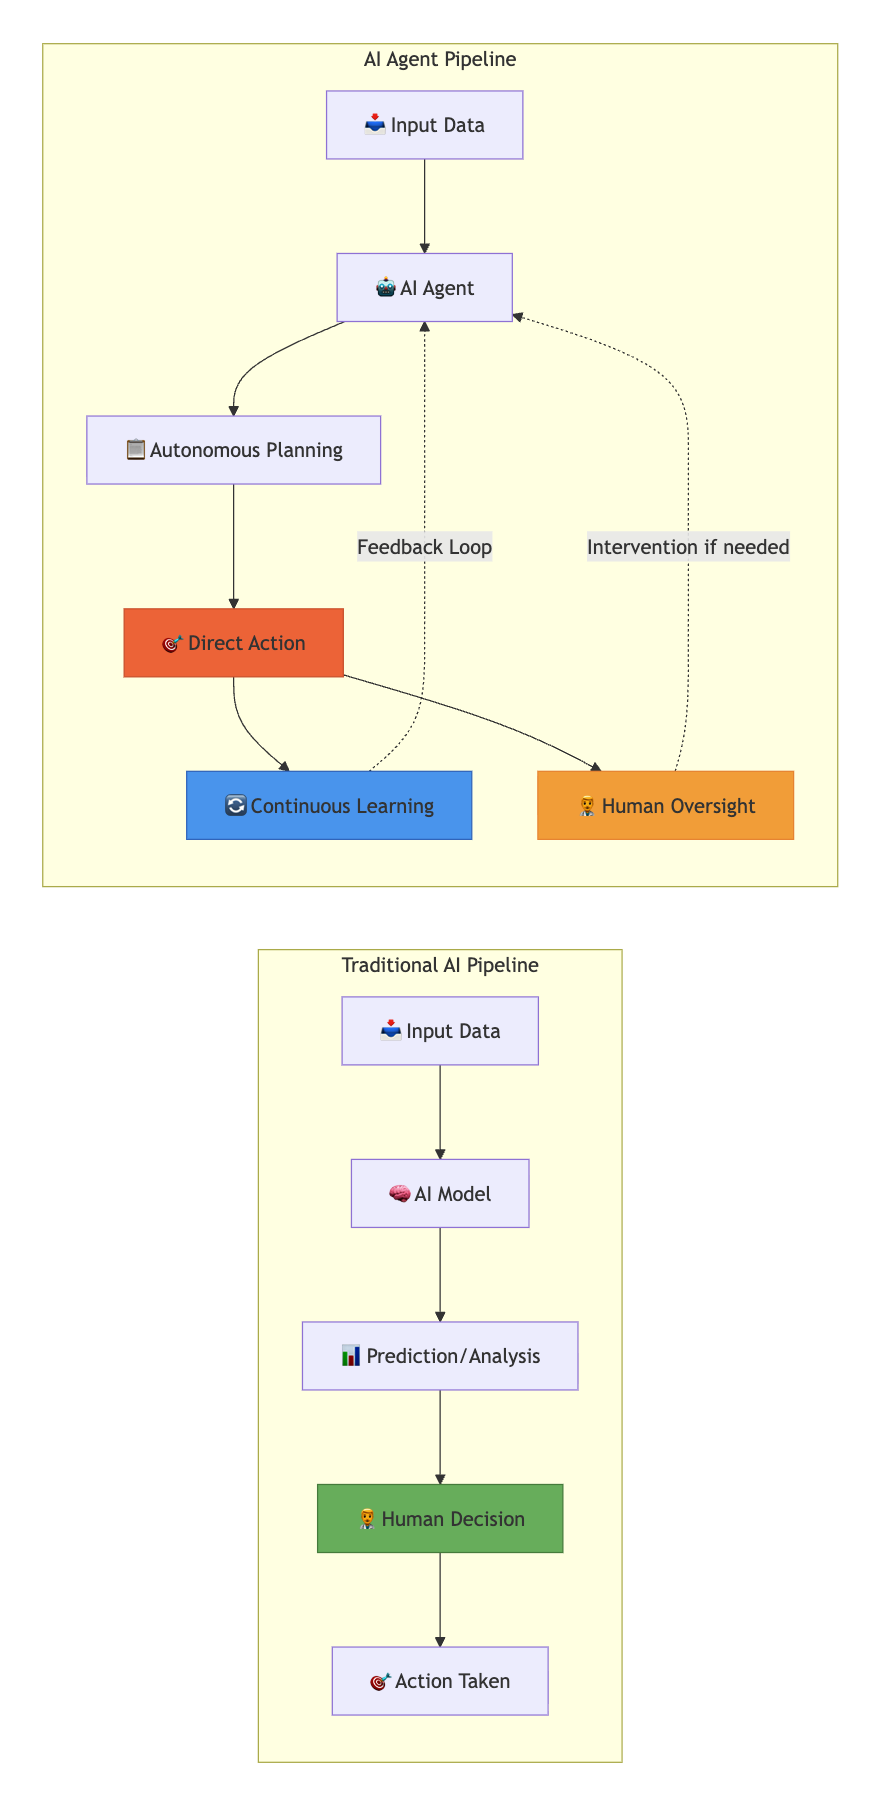 AI Agent Pipeline
Input Data
AI Agent
Autonomous Planning
Feedback Loop
Intervention if needed
Direct Action
Continuous Learning
Human Oversight
Traditional AI Pipeline
Input Data
AI Model
Prediction/Analysis
Human Decision
Action Taken